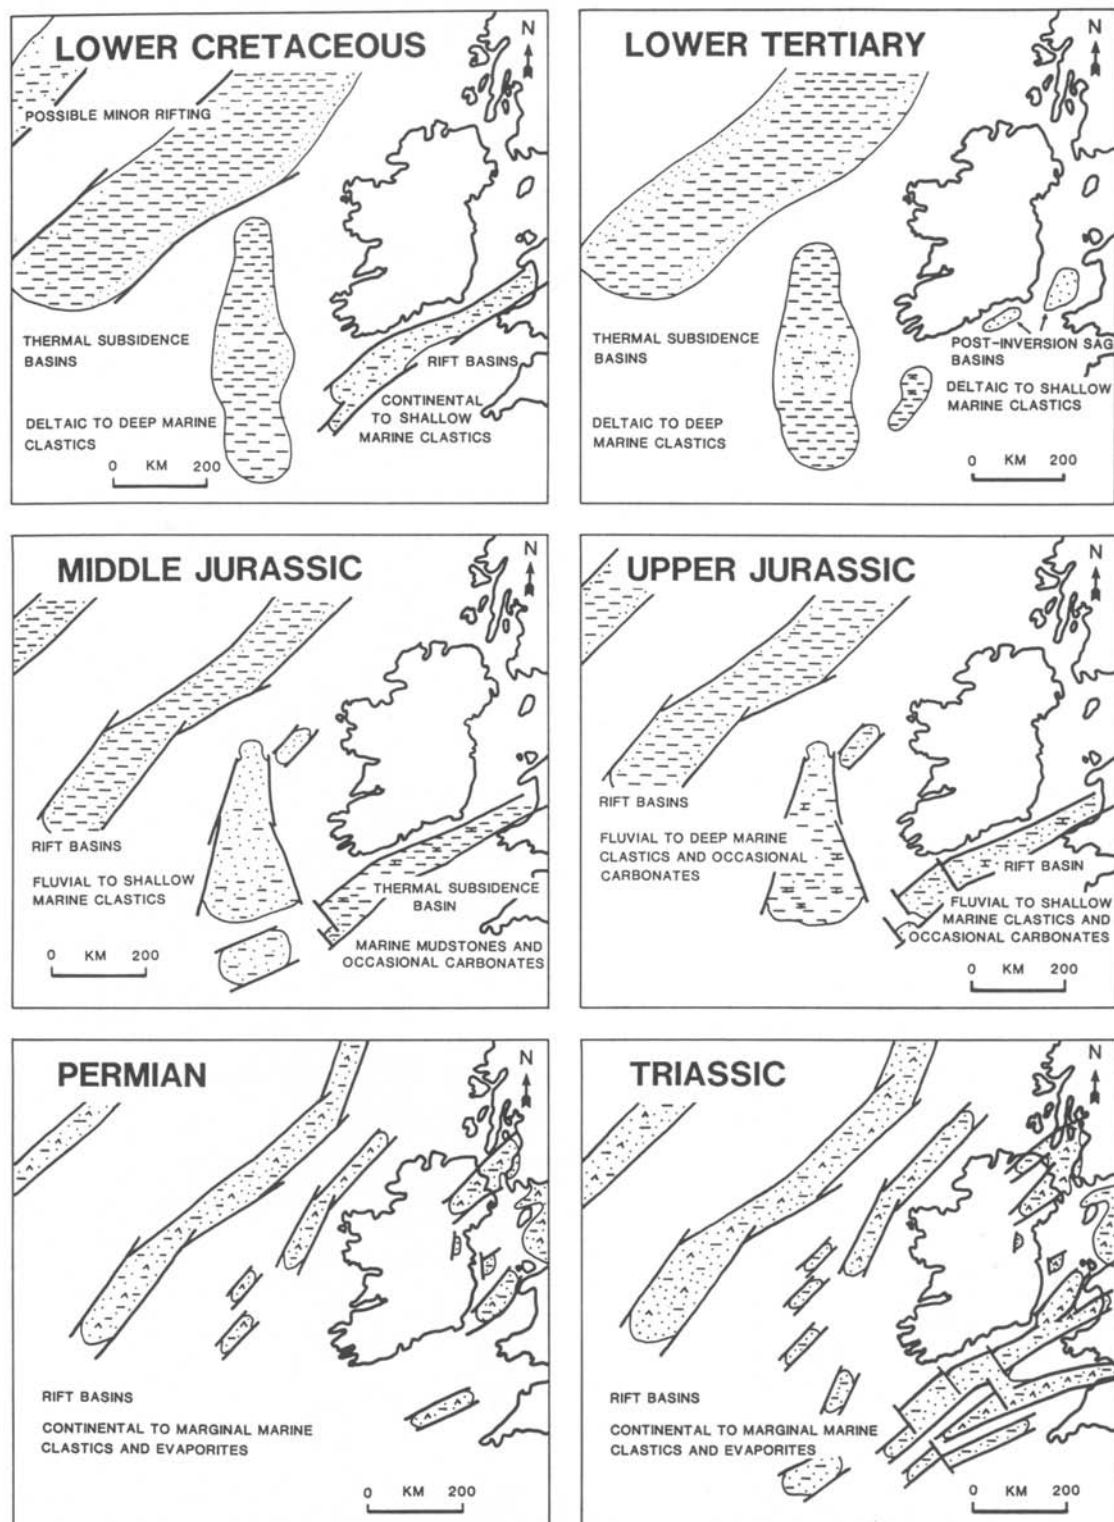 LOWER CRETACEOUS
N
POSSIBLE MINOR RIFTING
THERMAL SUBSIDENCE
BASINS
RIFT BASINS
CONTINENTAL
TO SHALLOW
MARINE CLASTICS
DELTAIC TO DEEP MARINE
CLASTICS
0 KM 200
LOWER TERTIARY
N
THERMAL SUBSIDENCE
BASINS
POST-INVERSION SAG
BASINS
DELTAIC TO SHALLOW
MARINE CLASTICS
DELTAIC TO DEEP
MARINE CLASTICS
0 KM 200
MIDDLE JURASSIC
N
RIFT BASINS
FLUVIAL TO SHALLOW
MARINE CLASTICS
THERMAL SUBSIDENCE
BASIN
MARINE MUDSTONES AND
OCCASIONAL CARBONATES
0 KM 200
UPPER JURASSIC
N
RIFT BASINS
FLUVIAL TO DEEP MARINE
CLASTICS AND OCCASIONAL
CARBONATES
RIFT BASIN
FLUVIAL TO SHALLOW
MARINE CLASTICS AND
OCCASIONAL CARBONATES
0 KM 200
PERMIAN
N
RIFT BASINS
CONTINENTAL TO MARGINAL MARINE
CLASTICS AND EVAPORITES
0 KM 200
TRIASSIC
N
RIFT BASINS
CONTINENTAL TO MARGINAL MARINE
CLASTICS AND EVAPORITES
0 KM 200